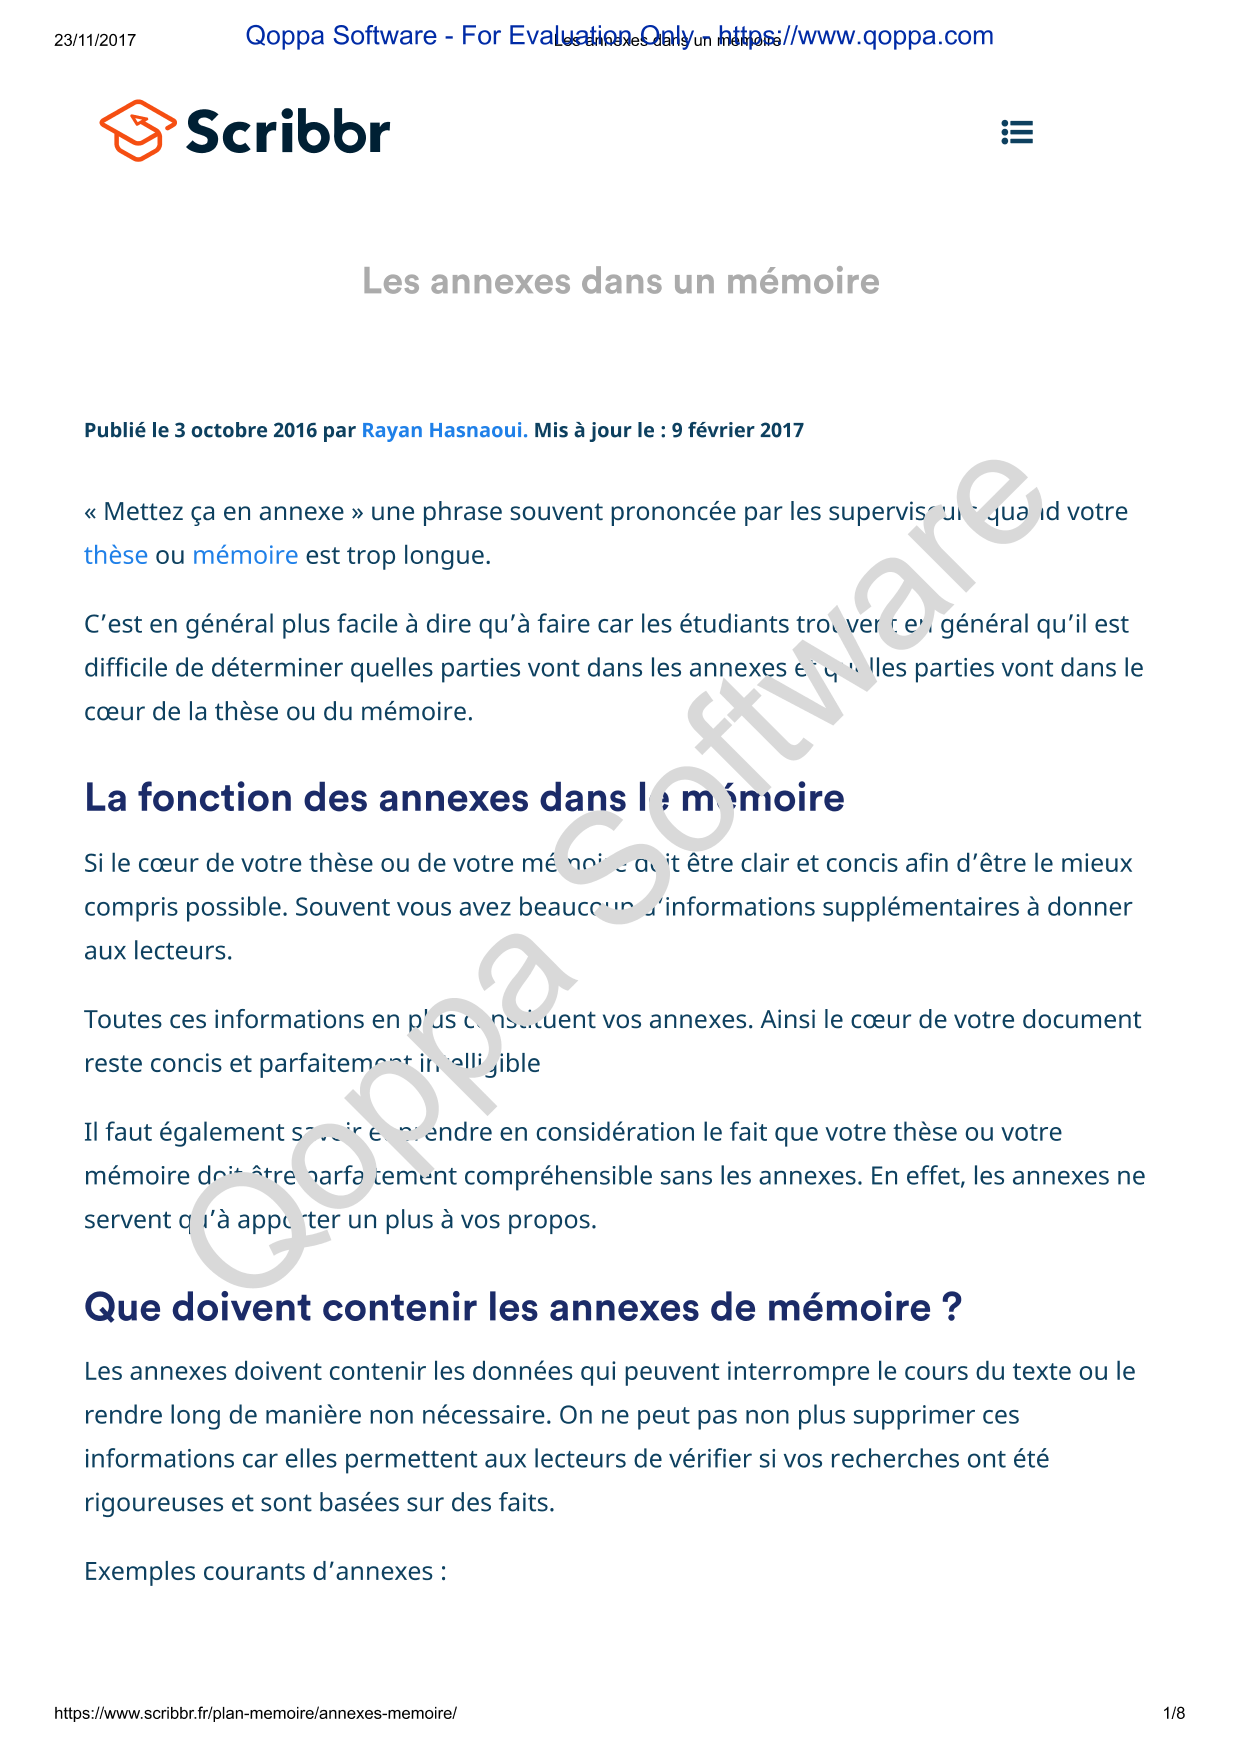 23/11/2017
Qoppa Software - For Evaluation Only - https://www.qoppa.com
Les annexes dans un mémoire
Scribbr
Les annexes dans un mémoire
Publié le 3 octobre 2016 par Rayan Hasnaoui. Mis à jour le : 9 février 2017
« Mettez ça en annexe » une phrase souvent prononcée par les superviseurs quand votre
thèse ou mémoire est trop longue.
C’est en général plus facile à dire qu’à faire car les étudiants trouvent en général qu’il est
difficile de déterminer quelles parties vont dans les annexes et quelles parties vont dans le
cœur de la thèse ou du mémoire.
La fonction des annexes dans le mémoire
Si le cœur de votre thèse ou de votre mémoire doit être clair et concis afin d’être le mieux
compris possible. Souvent vous avez beaucoup d’informations supplémentaires à donner
aux lecteurs.
Toutes ces informations en plus constituent vos annexes. Ainsi le cœur de votre document
reste concis et parfaitement intelligible
Il faut également savoir et prendre en considération le fait que votre thèse ou votre
mémoire doit être parfaitement compréhensible sans les annexes. En effet, les annexes ne
servent qu’à apporter un plus à vos propos.
Que doivent contenir les annexes de mémoire ?
Les annexes doivent contenir les données qui peuvent interrompre le cours du texte ou le
rendre long de manière non nécessaire. On ne peut pas non plus supprimer ces
informations car elles permettent aux lecteurs de vérifier si vos recherches ont été
rigoureuses et sont basées sur des faits.
Exemples courants d’annexes :
Qoppa Software
https://www.scribbr.fr/plan-memoire/annexes-memoire/
1/8